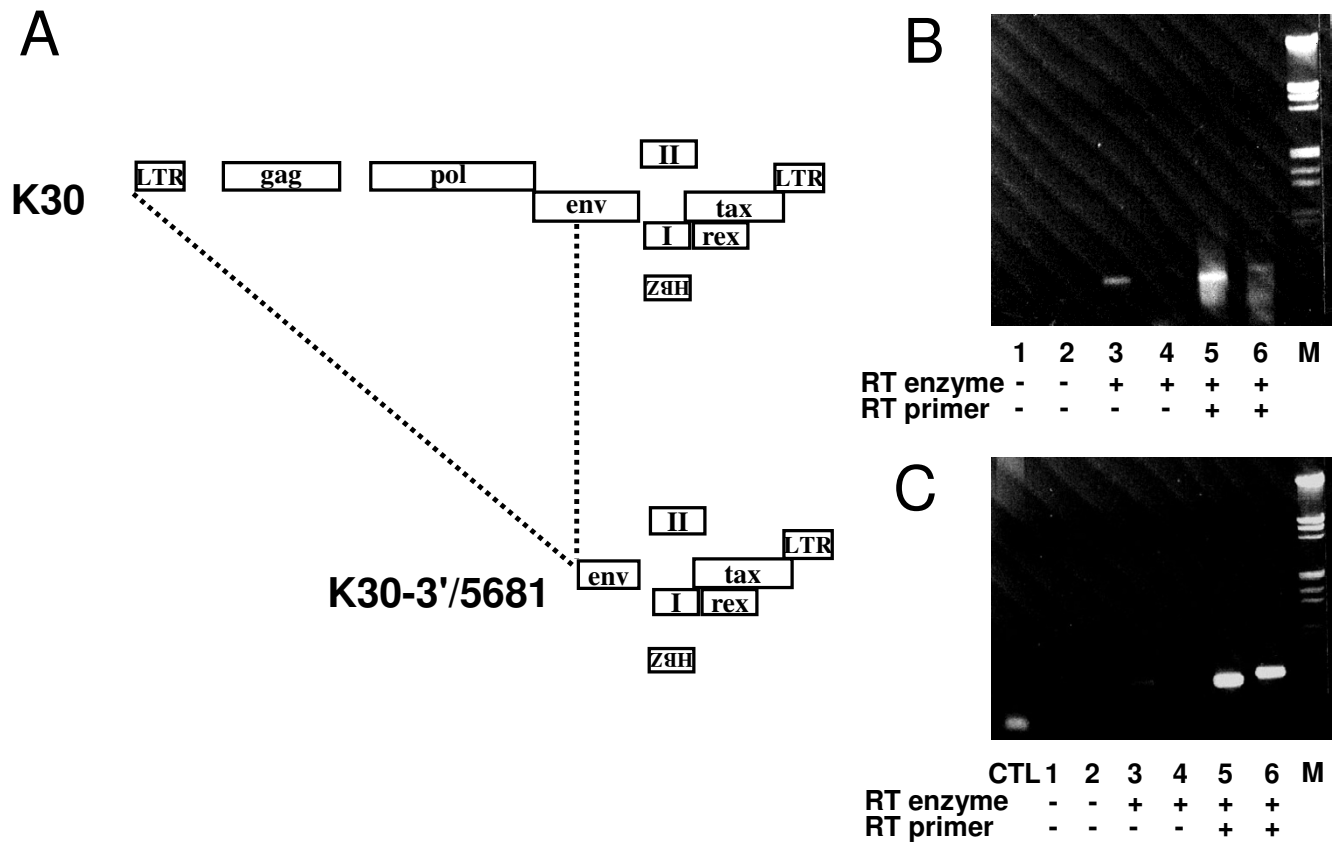 A
K30
LTR
gag
pol
env
II
I
HBZ
tax
rex
LTR
K30-3'/5681
env
II
I
HBZ
tax
rex
LTR
B
1 2 3 4 5 6 M
RT enzyme - - + + + +
RT primer - - - - + +
C
CTL 1 2 3 4 5 6 M
RT enzyme - - + + + +
RT primer - - - - + +